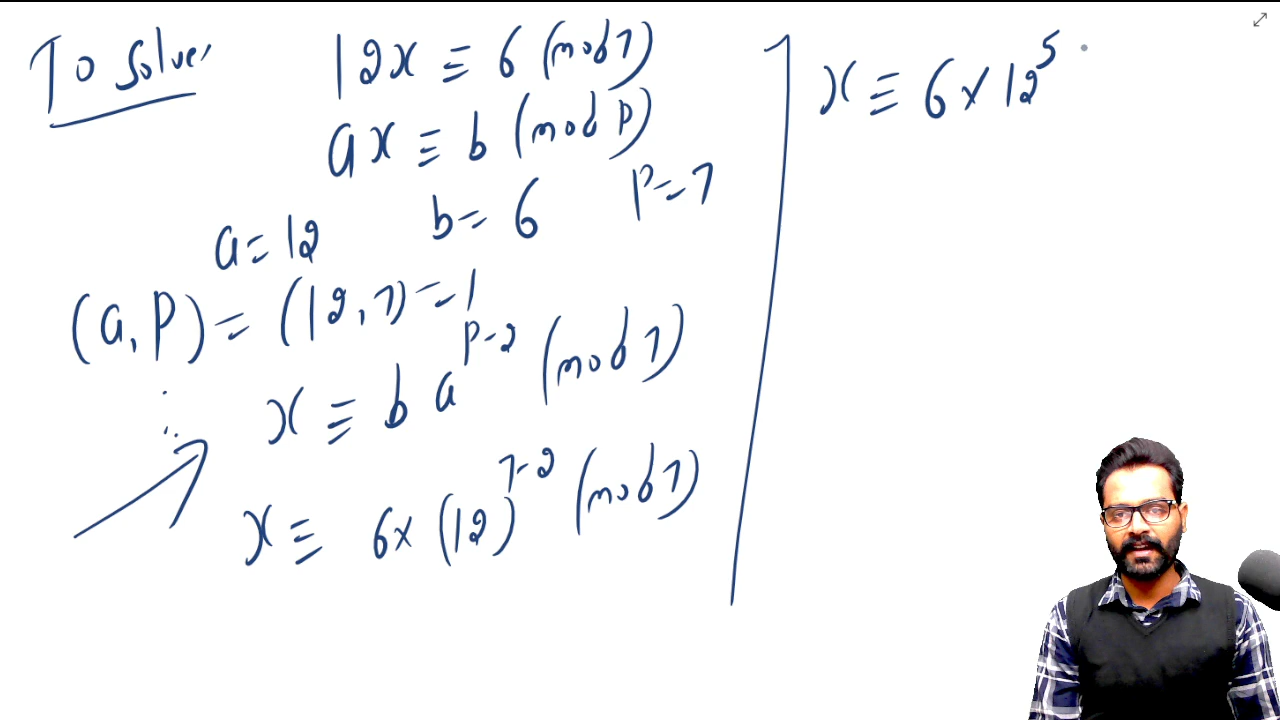 To Solve,
12x ≡ 6 (mod 7)
ax ≡ b (mod P)
a = 12 b = 6 P = 7
(a, P) = (12, 7) = 1
∴ x ≡ b a^{P-2} (mod 7)
x ≡ 6 × (12)^{7-2} (mod 7)
x ≡ 6 × 12^5